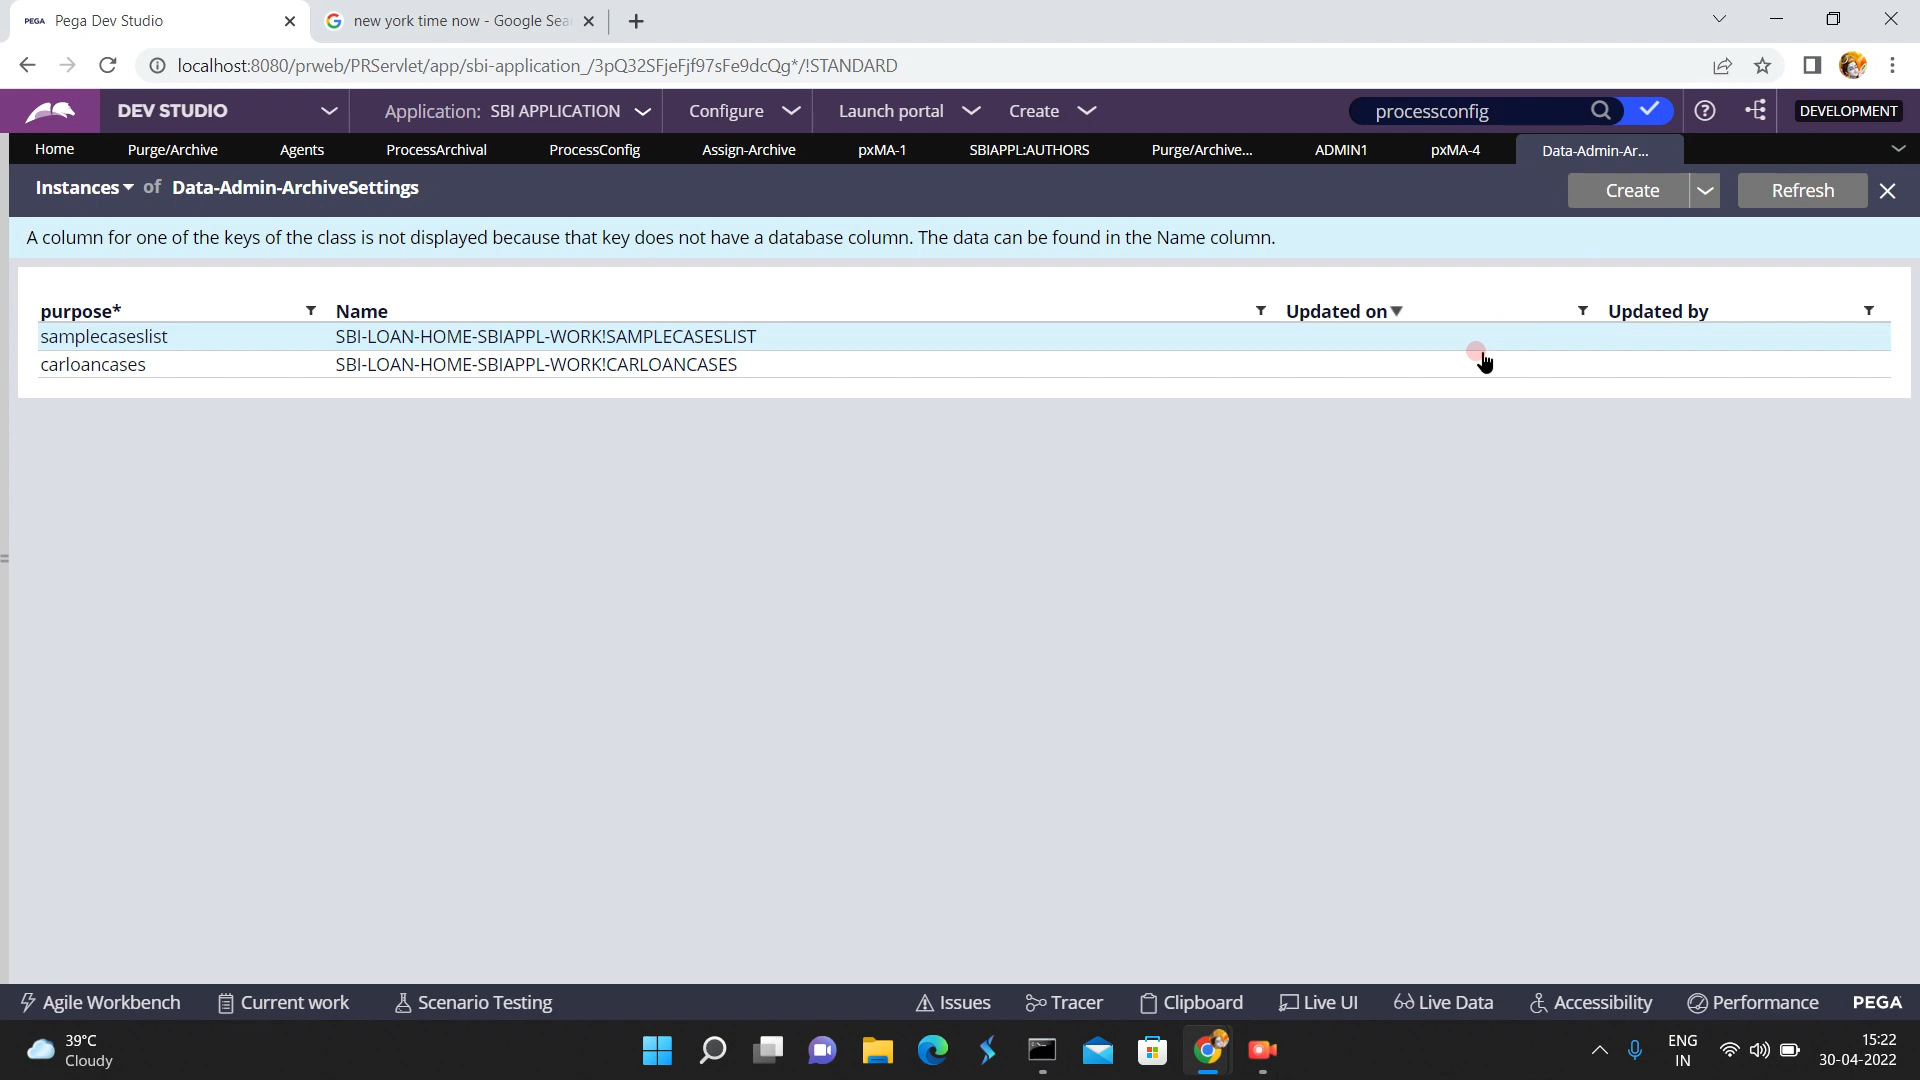 PEGA Pega Dev Studio
new york time now - Google Sea
localhost:8080/prweb/PRServlet/app/sbi-application_/3pQ32SFjeFjf97sFe9dcQg*/!STANDARD
DEV STUDIO Application: SBI APPLICATION Configure Launch portal Create processconfig DEVELOPMENT
Home Purge/Archive Agents ProcessArchival ProcessConfig Assign-Archive pxMA-1 SBIAPPL:AUTHORS Purge/Archive... ADMIN1 pxMA-4 Data-Admin-Ar...
Instances of Data-Admin-ArchiveSettings Create Refresh
A column for one of the keys of the class is not displayed because that key does not have a database column. The data can be found in the Name column.
purpose* Name Updated on Updated by
samplecaseslist SBI-LOAN-HOME-SBIAPPL-WORK!SAMPLECASESLIST
carloancases SBI-LOAN-HOME-SBIAPPL-WORK!CARLOANCASES
Agile Workbench Current work Scenario Testing Issues Tracer Clipboard Live UI Live Data Accessibility Performance PEGA
39°C
Cloudy
ENG
IN
15:22
30-04-2022